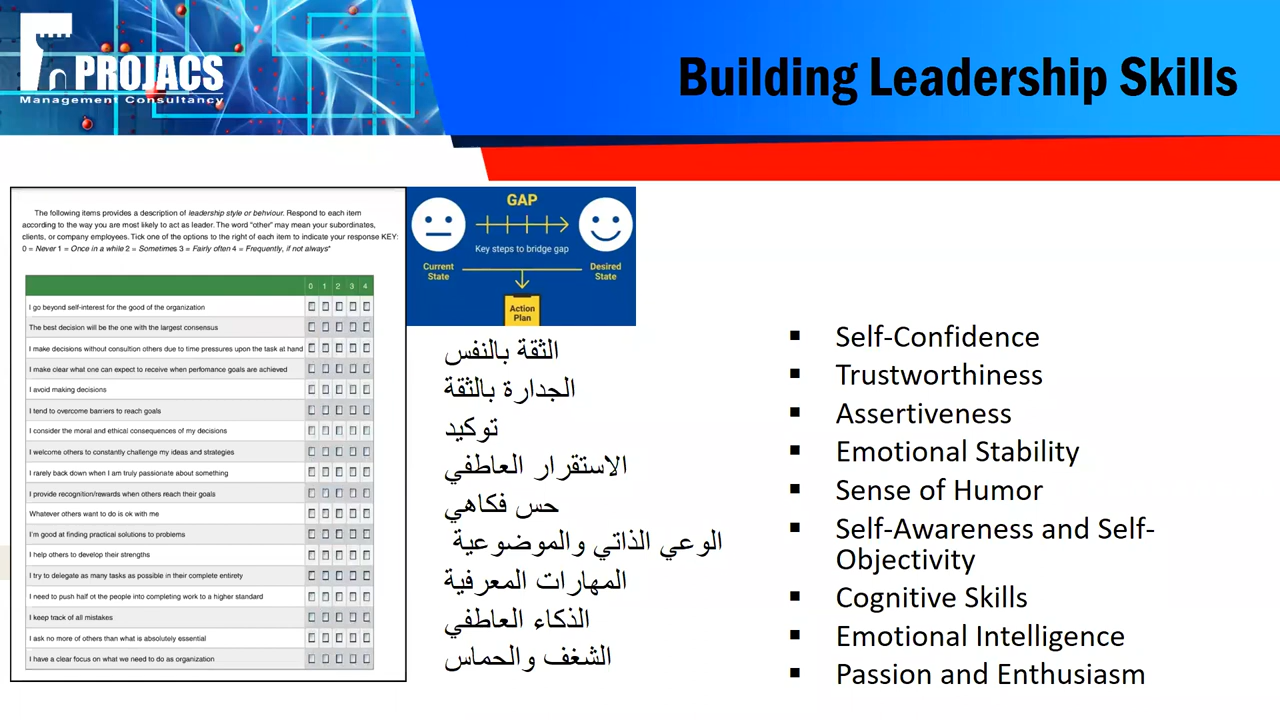 PROJACS
Management Consultancy
Building Leadership Skills
The following items provides a description of leadership style or behviour. Respond to each item
according to the way you are most likely to act as leader. The word "other" may mean your subordinates,
clients, or company employees. Tick one of the options to the right of each item to indicate your response KEY:
0 = Never 1 = Once in a while 2 = Sometimes 3 = Fairly often 4 = Frequently, if not always"
0 1 2 3 4
I go beyond self-interest for the good of the organization
The best decision will be the one with the largest consensus
I make decisions without consultion others due to time pressures upon the task at hand
I make clear what one can expect to receive when perfomance goals are achieved
I avoid making decisions
I tend to overcome barriers to reach goals
I consider the moral and ethical consequences of my decisions
I welcome others to constantly challenge my ideas and strategies
I rarely back down when I am truly passionate about something
I provide recognition/rewards when others reach their goals
Whatever others want to do is ok with me
I'm good at finding practical solutions to problems
I help others to develop their strengths
I try to delegate as many tasks as possible in their complete entirety
I need to push half ot the people into completing work to a higher standard
I keep track of all mistakes
I ask no more of others than what is absolutely essential
I have a clear focus on what we need to do as organization
GAP
Key steps to bridge gap
Current
State
Desired
State
Action
Plan
الثقة بالنفس
الجدارة بالثقة
توكيد
الاستقرار العاطفي
حس فكاهي
الوعي الذاتي والموضوعية
المهارات المعرفية
الذكاء العاطفي
الشغف والحماس
▪ Self-Confidence
▪ Trustworthiness
▪ Assertiveness
▪ Emotional Stability
▪ Sense of Humor
▪ Self-Awareness and Self-
Objectivity
▪ Cognitive Skills
▪ Emotional Intelligence
▪ Passion and Enthusiasm